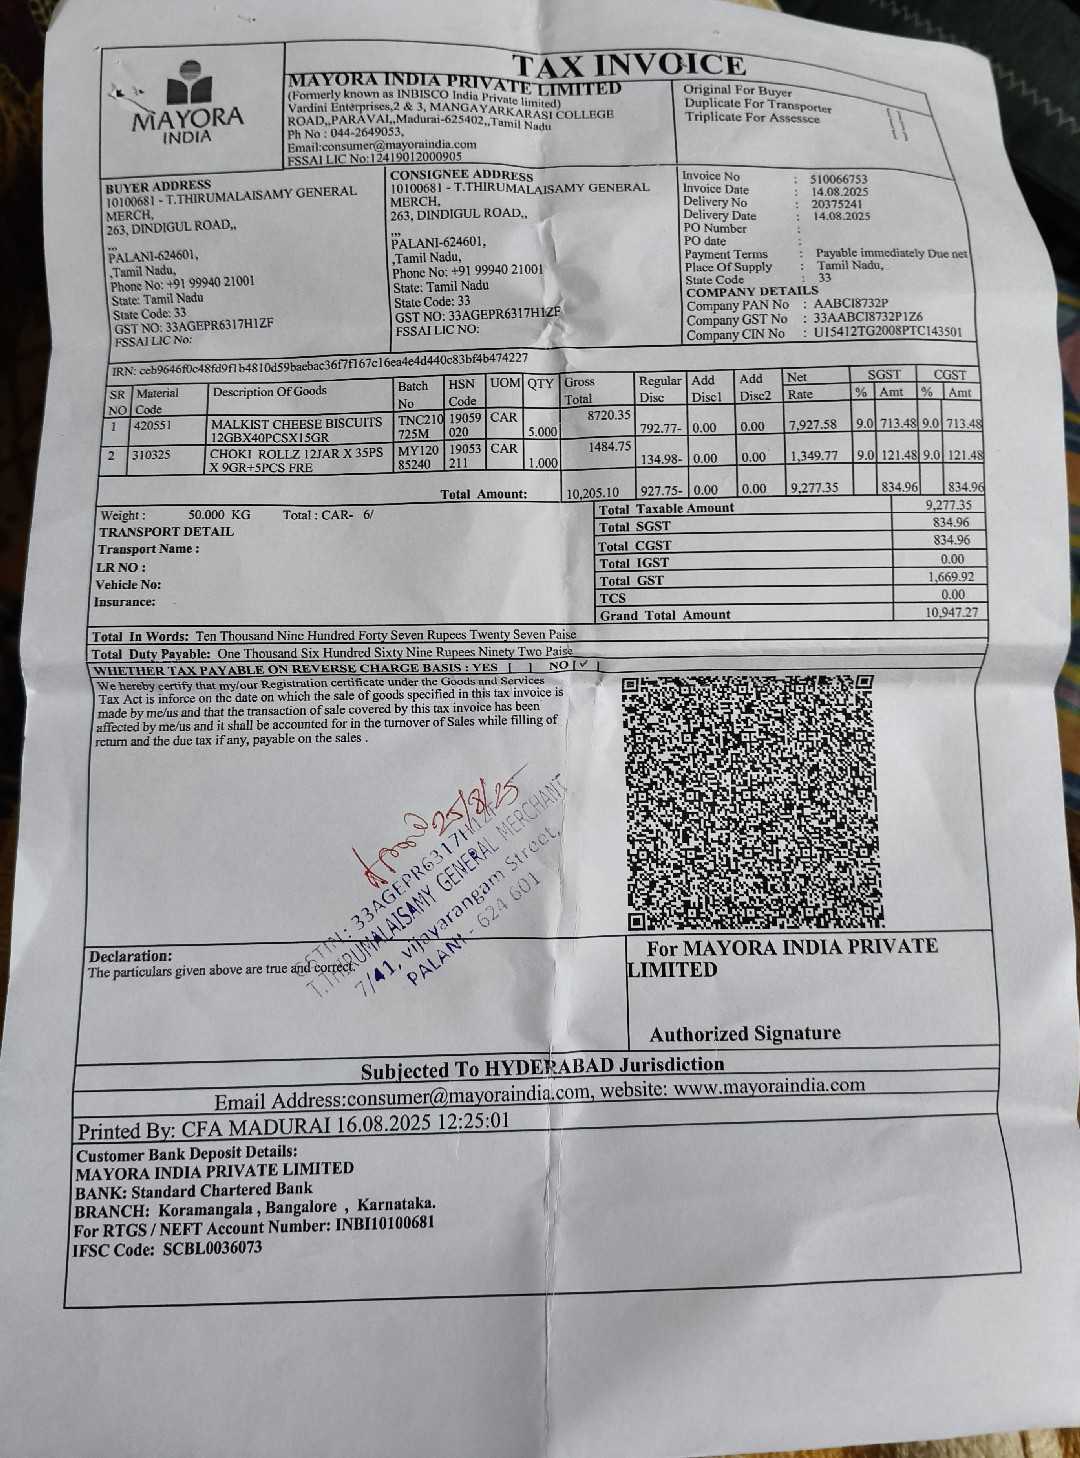 TAX INVOICE
MAYORA
INDIA
MAYORA INDIA PRIVATE LIMITED
(Formerly known as INBISCO India Private limited)
Vardini Enterprises,2 & 3, MANGAYARKARASI COLLEGE
ROAD,,PARAVAI,,Madurai-625402,,Tamil Nadu
Ph No : 044-2649053,
Email:consumer@mayoraindia.com
FSSAI LIC No:12419012000905
Original For Buyer
Duplicate For Transporter
Triplicate For Assessce
BUYER ADDRESS
10100681 - T.THIRUMALAISAMY GENERAL
MERCH,
263, DINDIGUL ROAD,,
,,,
PALANI-624601,
,Tamil Nadu,
Phone No: +91 99940 21001
State: Tamil Nadu
State Code: 33
GST NO: 33AGEPR6317H1ZF
FSSAI LIC No:
CONSIGNEE ADDRESS
10100681 - T.THIRUMALAISAMY GENERAL
MERCH,
263, DINDIGUL ROAD,,
,,,
PALANI-624601,
,Tamil Nadu,
Phone No: +91 99940 21001
State: Tamil Nadu
State Code: 33
GST NO: 33AGEPR6317H1ZF
FSSAI LIC NO:
Invoice No : 510066753
Invoice Date : 14.08.2025
Delivery No : 20375241
Delivery Date : 14.08.2025
PO Number :
PO date :
Payment Terms : Payable immediately Due net
Place Of Supply : Tamil Nadu,
State Code : 33
COMPANY DETAILS
Company PAN No : AABCI8732P
Company GST No : 33AABCI8732P1Z6
Company CIN No : U15412TG2008PTC143501
IRN: ccb9646f0c48fd9f1b4810d59baebac36f7f167c16ea4e4d440c83bf4b474227
SR NO Material Code Description Of Goods Batch No HSN Code UOM QTY Gross Total Regular Disc Add Disc1 Add Disc2 Net Rate SGST % Amt CGST % Amt
1 420551 MALKIST CHEESE BISCUITS 12GBX40PCSX15GR TNC210 725M 19059 020 CAR 5.000 8720.35 792.77- 0.00 0.00 7,927.58 9.0 713.48 9.0 713.48
2 310325 CHOKI ROLLZ 12JAR X 35PS X 9GR+5PCS FRE MY120 85240 19053 211 CAR 1.000 1484.75 134.98- 0.00 0.00 1,349.77 9.0 121.48 9.0 121.48
Total Amount: 10,205.10 927.75- 0.00 0.00 9,277.35 834.96 834.96
Weight : 50.000 KG Total : CAR- 6/
TRANSPORT DETAIL
Transport Name :
LR NO :
Vehicle No:
Insurance:
Total Taxable Amount 9,277.35
Total SGST 834.96
Total CGST 834.96
Total IGST 0.00
Total GST 1,669.92
TCS 0.00
Grand Total Amount 10,947.27
Total In Words: Ten Thousand Nine Hundred Forty Seven Rupees Twenty Seven Paise
Total Duty Payable: One Thousand Six Hundred Sixty Nine Rupees Ninety Two Paise
WHETHER TAX PAYABLE ON REVERSE CHARGE BASIS : YES [ ] NO [✓]
We hereby certify that my/our Registration certificate under the Goods and Services
Tax Act is inforce on the date on which the sale of goods specified in this tax invoice is
made by me/us and that the transaction of sale covered by this tax invoice has been
affected by me/us and it shall be accounted for in the turnover of Sales while filling of
return and the due tax if any, payable on the sales .
25/8/25
GSTIN : 33AGEPR6317H1ZF
T.THIRUMALAISAMY GENERAL MERCHANT
7/41, Vijayarangam Street,
PALANI - 624 601
Declaration:
The particulars given above are true and correct.
For MAYORA INDIA PRIVATE
LIMITED
Authorized Signature
Subjected To HYDERABAD Jurisdiction
Email Address:consumer@mayoraindia.com, website: www.mayoraindia.com
Printed By: CFA MADURAI 16.08.2025 12:25:01
Customer Bank Deposit Details:
MAYORA INDIA PRIVATE LIMITED
BANK: Standard Chartered Bank
BRANCH: Koramangala , Bangalore , Karnataka.
For RTGS / NEFT Account Number: INBI10100681
IFSC Code: SCBL0036073